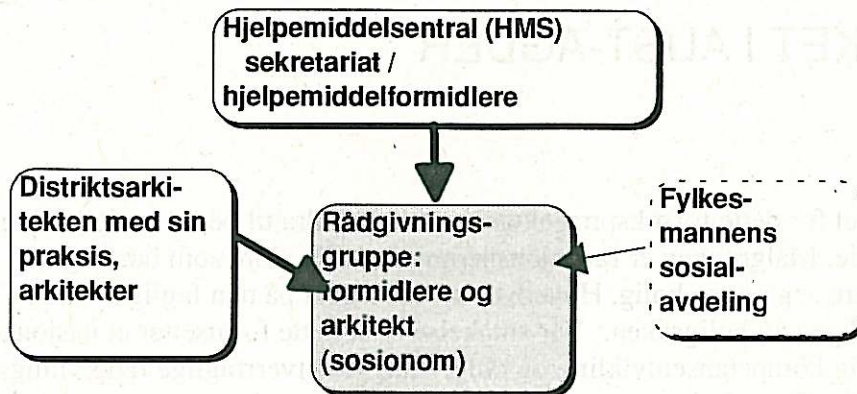 Hjelpemiddelsentral (HMS)
sekretariat /
hjelpemiddelformidlere
Distriktsarki-
tekten med sin
praksis,
arkitekter
Rådgivnings-
gruppe:
formidlere og
arkitekt
(sosionom)
Fylkes-
mannens
sosial-
avdeling